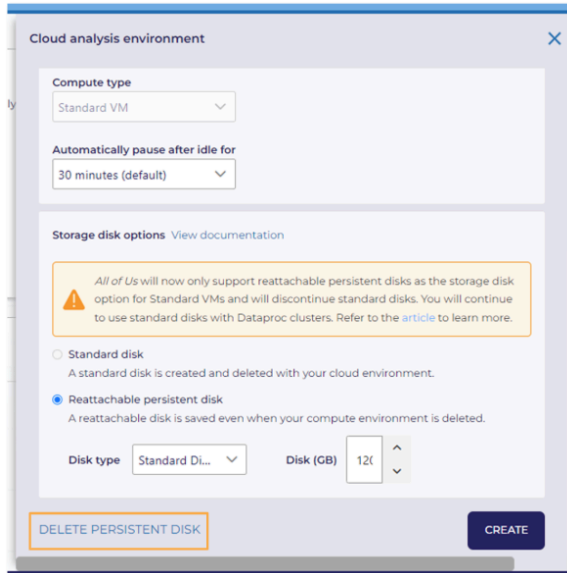 Cloud analysis environment
Compute type
ly
Standard VM
Automatically pause after idle for
30 minutes (default)
Storage disk options View documentation
All of Us will now only support reattachable persistent disks as the storage disk
option for Standard VMs and will discontinue standard disks. You will continue
to use standard disks with Dataproc clusters. Refer to the article to learn more.
Standard disk
A standard disk is created and deleted with your cloud environment.
Reattachable persistent disk
A reattachable disk is saved even when your compute environment is deleted.
Disk type Standard Di... Disk (GB)
DELETE PERSISTENT DISK CREATE